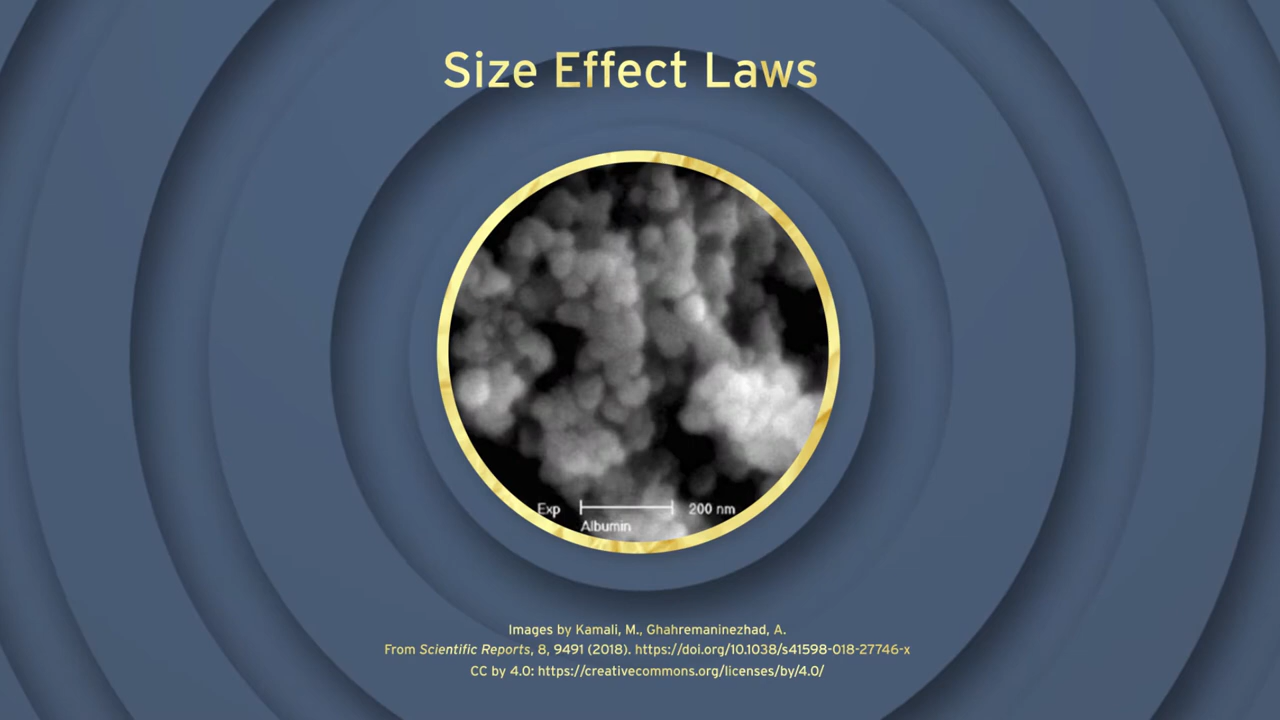 Size Effect Laws
Exp 200 nm
Albumin
Images by Kamali, M., Ghahremaninezhad, A.
From Scientific Reports, 8, 9491 (2018). https://doi.org/10.1038/s41598-018-27746-x
CC by 4.0: https://creativecommons.org/licenses/by/4.0/